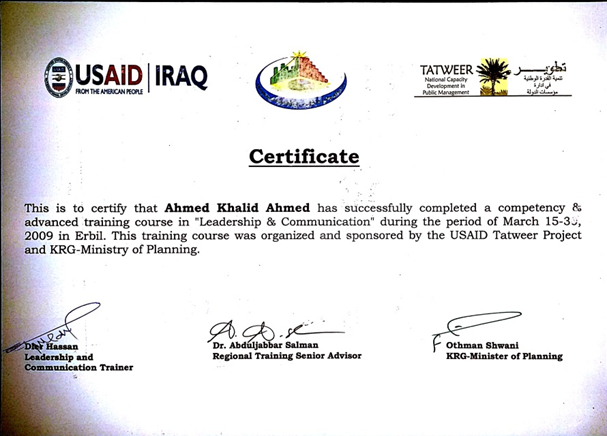 USAID | IRAQ
FROM THE AMERICAN PEOPLE
TATWEER
National Capacity
Development in
Public Management
تطويـــر
تنمية القدرة الوطنية
في ادارة
مؤسسات الدولة
Certificate
This is to certify that Ahmed Khalid Ahmed has successfully completed a competency &
advanced training course in "Leadership & Communication" during the period of March
2009 in Erbil. This training course was organized and sponsored by the USAID Tatweer Project
and KRG-Ministry of Planning.
Hassan
Leadership and
Communication Trainer
Dr. Abduljabbar Salman
Regional Training Senior Advisor
Othman Shwani
KRG-Minister of Planning